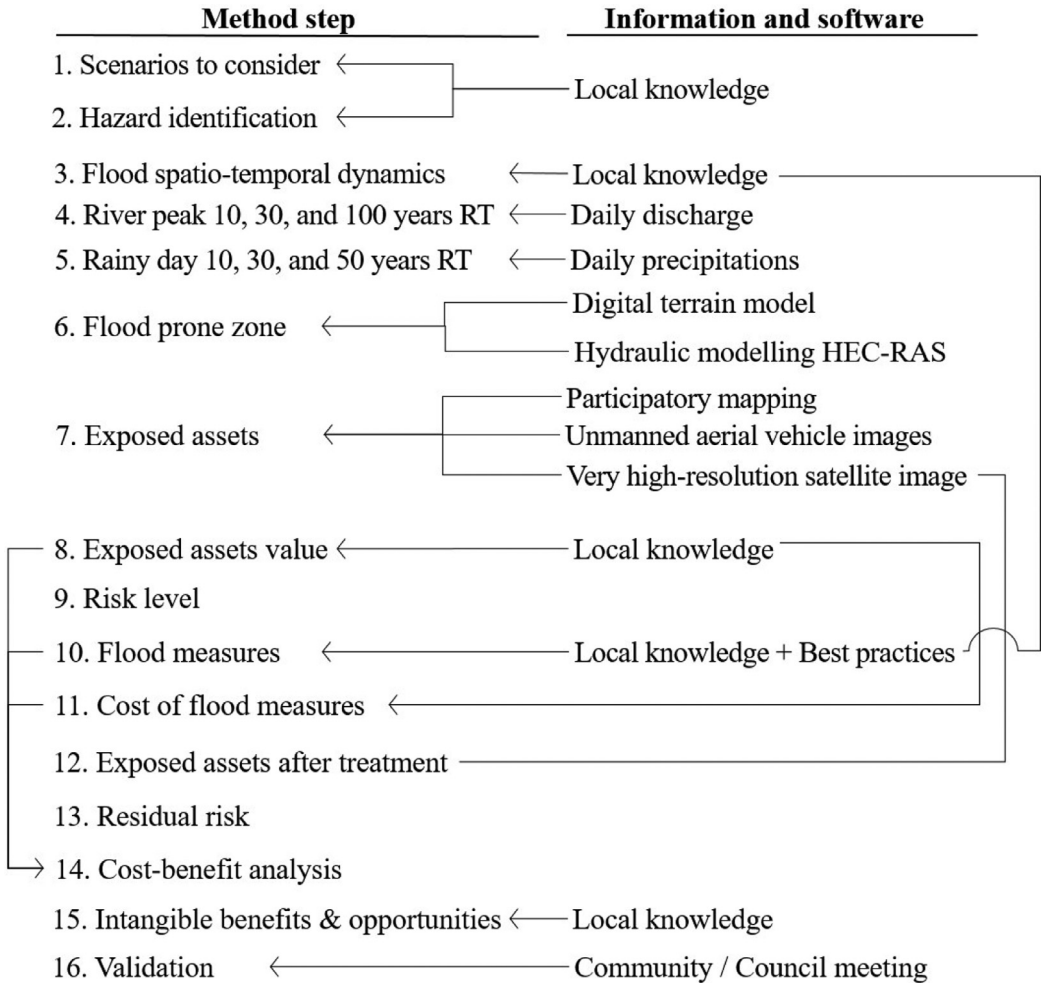 Method step Information and software
1. Scenarios to consider
Local knowledge
2. Hazard identification
3. Flood spatio-temporal dynamics Local knowledge
4. River peak 10, 30, and 100 years RT Daily discharge
5. Rainy day 10, 30, and 50 years RT Daily precipitations
Digital terrain model
6. Flood prone zone
Hydraulic modelling HEC-RAS
Participatory mapping
7. Exposed assets Unmanned aerial vehicle images
Very high-resolution satellite image
8. Exposed assets value Local knowledge
9. Risk level
10. Flood measures Local knowledge + Best practices
11. Cost of flood measures
12. Exposed assets after treatment
13. Residual risk
14. Cost-benefit analysis
15. Intangible benefits & opportunities Local knowledge
16. Validation Community / Council meeting